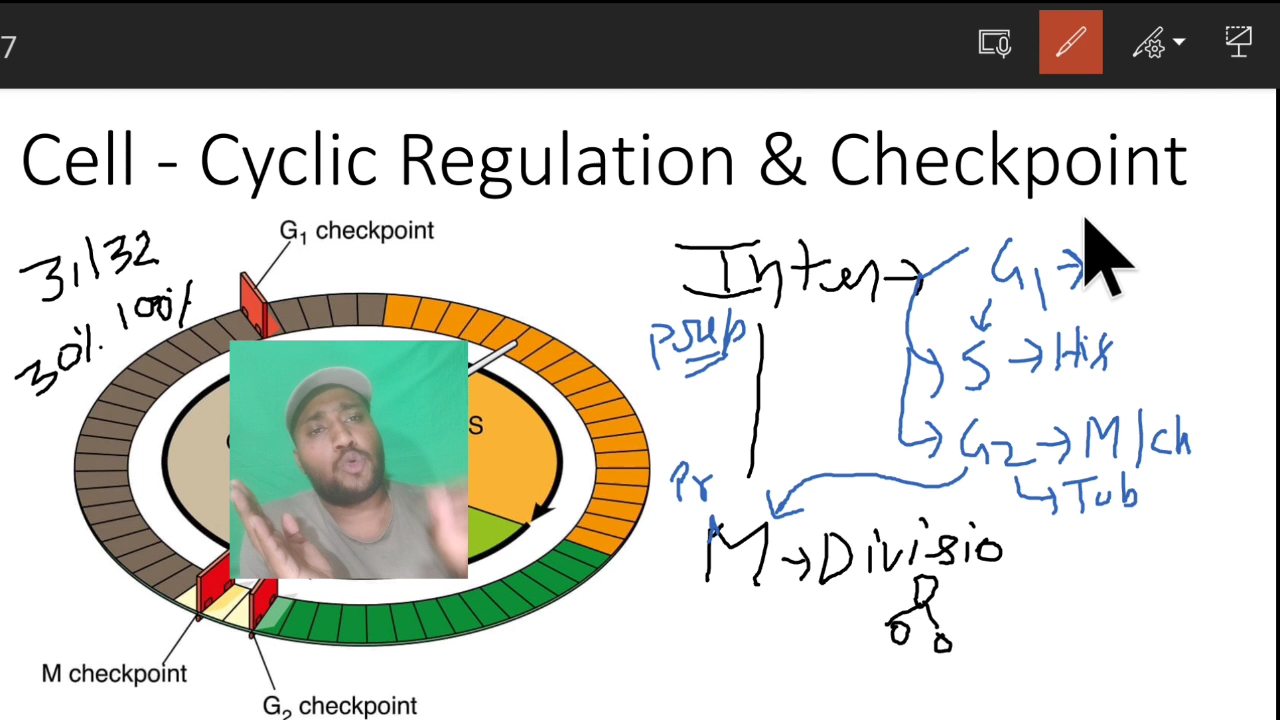 7
Cell - Cyclic Regulation & Checkpoint
G₁ checkpoint
30% 100%
Inter → G₁ →
prep
S → His
S
G₂ → M/ch
↳ Tub
Pr
M → Divisio
M checkpoint
G₂ checkpoint